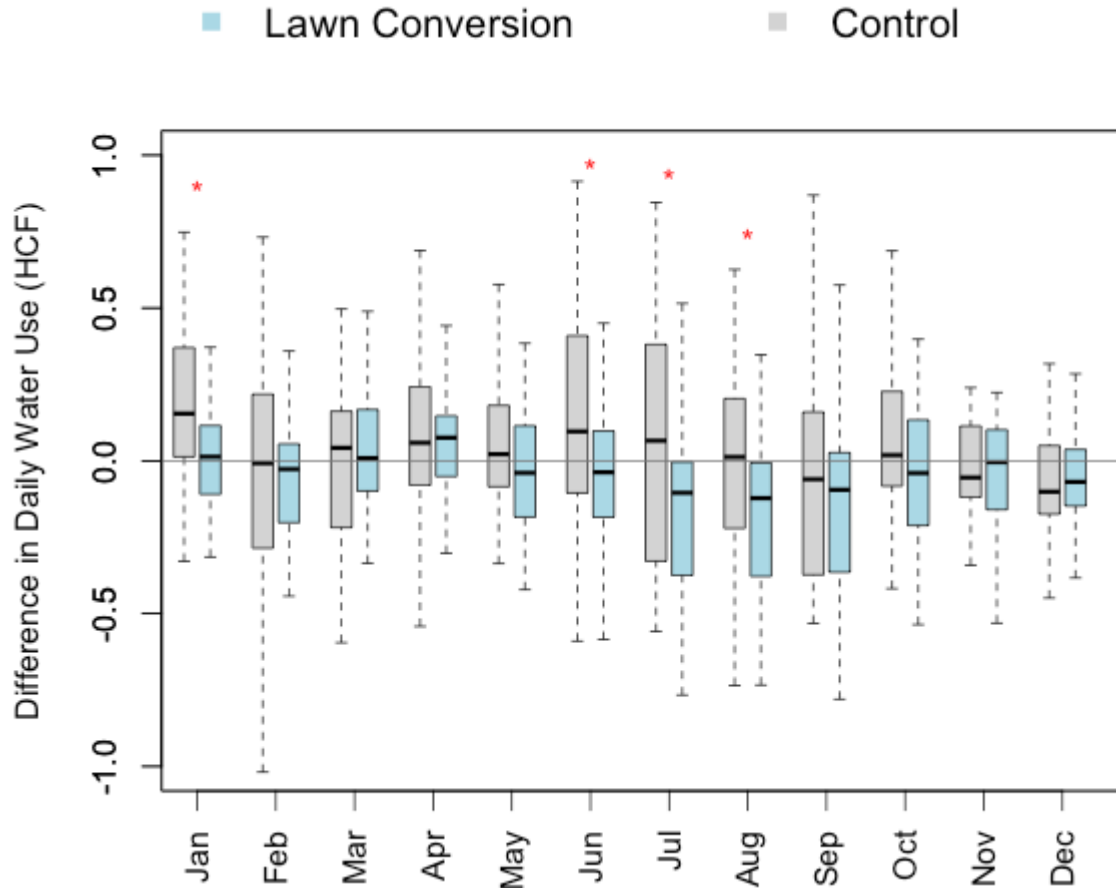 Lawn Conversion Control
Difference in Daily Water Use (HCF)
1.0
0.5
0.0
-0.5
-1.0
* * * *
Jan Feb Mar Apr May Jun Jul Aug Sep Oct Nov Dec